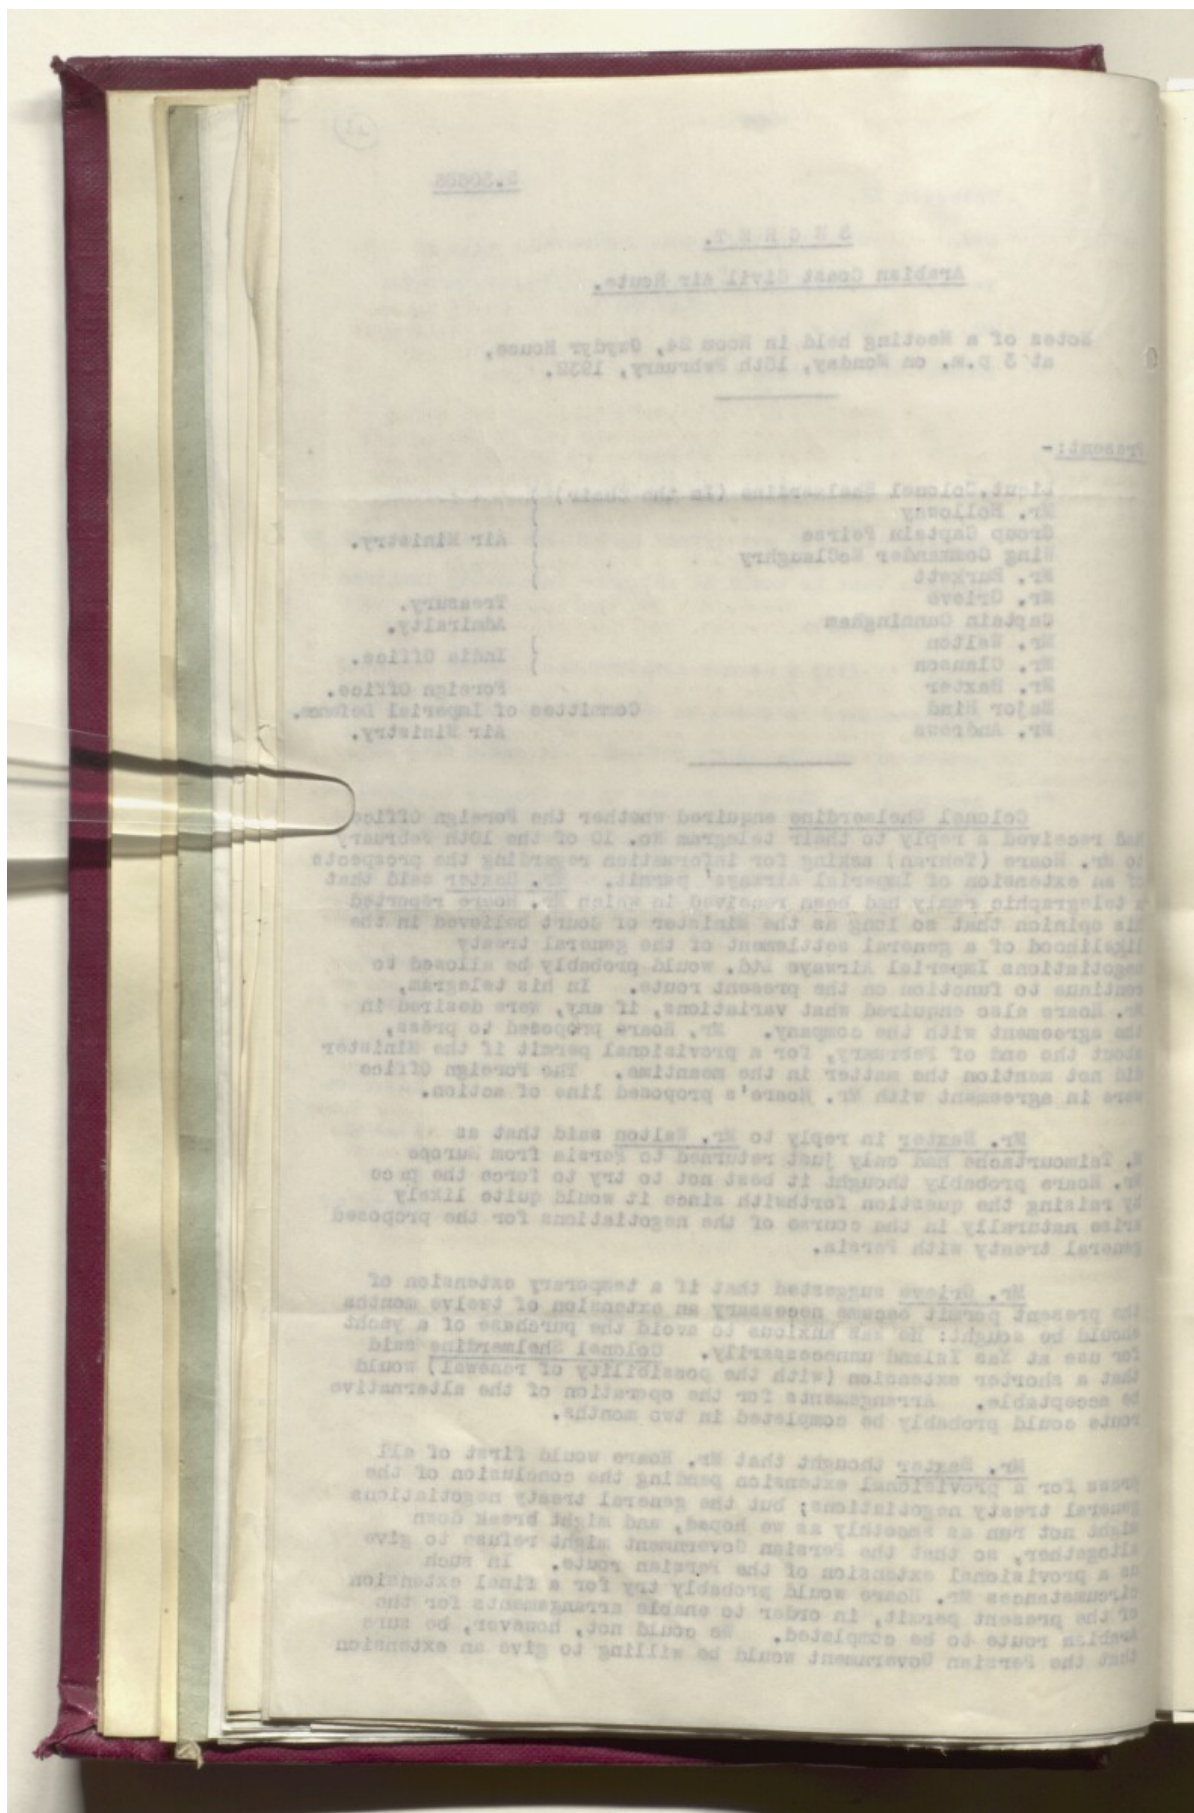 SECRET.
Arabian Coast Civil Air Route.
Notes of a Meeting held in Room 24, Gwydyr House,
at 3 p.m. on Monday, 15th February, 1932.
Present:-
Lieut.Colonel Shelmerdine (In the Chair)
Mr. Holloway
Group Captain Peirse
Air Ministry.
Wing Commander McClaughry
Mr. Burkett
Mr. Grieve Treasury.
Captain Cunningham Admiralty.
Mr. Walton
India Office.
Mr. Clauson
Mr. Baxter Foreign Office.
Major Hind Committee of Imperial Defence.
Mr. Andrews Air Ministry.
Colonel Shelmerdine enquired whether the Foreign Office
had received a reply to their telegram No. 10 of the 10th February
to Mr. Hoare (Tehran) asking for information regarding the prospects
of an extension of Imperial Airways' permit. Mr. Baxter said that
a telegraphic reply had been received in which Mr. Hoare reported
his opinion that so long as the Minister of Court believed in the
likelihood of a general settlement of the general treaty
negotiations Imperial Airways Ltd. would probably be allowed to
continue to function on the present route. In his telegram,
Mr. Hoare also enquired what variations, if any, were desired in
the agreement with the company. Mr. Hoare proposed to press,
about the end of February, for a provisional permit if the Minister
did not mention the matter in the meantime. The Foreign Office
were in agreement with Mr. Hoare's proposed line of action.
Mr. Baxter in reply to Mr. Walton said that as
M. Taimourtache had only just returned to Persia from Europe
Mr. Hoare probably thought it best not to try to force the pace
by raising the question forthwith since it would quite likely
arise naturally in the course of the negotiations for the proposed
general treaty with Persia.
Mr. Grieve suggested that if a temporary extension of
the present permit became necessary an extension of twelve months
should be sought: He was anxious to avoid the purchase of a yacht
for use at Yas Island unnecessarily. Colonel Shelmerdine said
that a shorter extension (with the possibility of renewal) would
be acceptable. Arrangements for the operation of the alternative
route could probably be completed in two months.
Mr. Baxter thought that Mr. Hoare would first of all
press for a provisional extension pending the conclusion of the
general treaty negotiations; but the general treaty negotiations
might not run as smoothly as we hoped, and might break down
altogether, so that the Persian Government might refuse to give
us a provisional extension of the Persian route. In such
circumstances Mr. Hoare would probably try for a final extension
of the present permit, in order to enable arrangements for the
Arabian route to be completed. We could not, however, be sure
that the Persian Government would be willing to give an extension